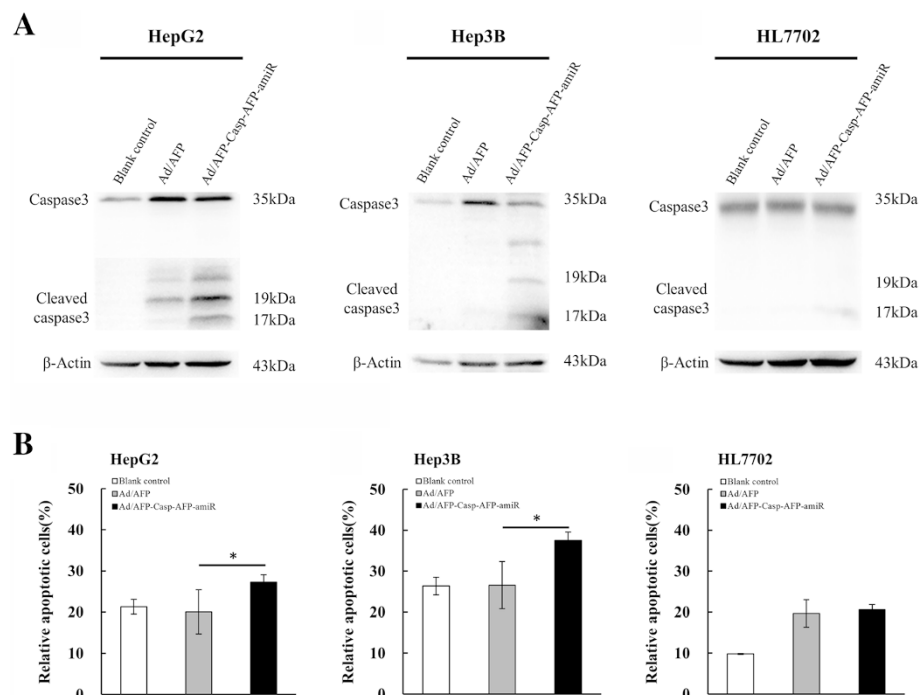 A
HepG2
Hep3B
HL7702
Blank control
Ad/AFP
Ad/AFP-Casp-AFP-amiR
Blank control
Ad/AFP
Ad/AFP-Casp-AFP-amiR
Blank control
Ad/AFP
Ad/AFP-Casp-AFP-amiR
Caspase3
35kDa
Cleaved
caspase3
19kDa
17kDa
β-Actin
43kDa
Caspase3
35kDa
Cleaved
caspase3
19kDa
17kDa
β-Actin
43kDa
Caspase3
35kDa
Cleaved
caspase3
19kDa
17kDa
β-Actin
43kDa
B
HepG2
Blank control
Ad/AFP
Ad/AFP-Casp-AFP-amiR
Relative apoptotic cells(%)
50
40
30
20
10
0
*
Hep3B
Blank control
Ad/AFP
Ad/AFP-Casp-AFP-amiR
Relative apoptotic cells(%)
50
40
30
20
10
0
*
HL7702
Blank control
Ad/AFP
Ad/AFP-Casp-AFP-amiR
Relative apoptotic cells(%)
50
40
30
20
10
0